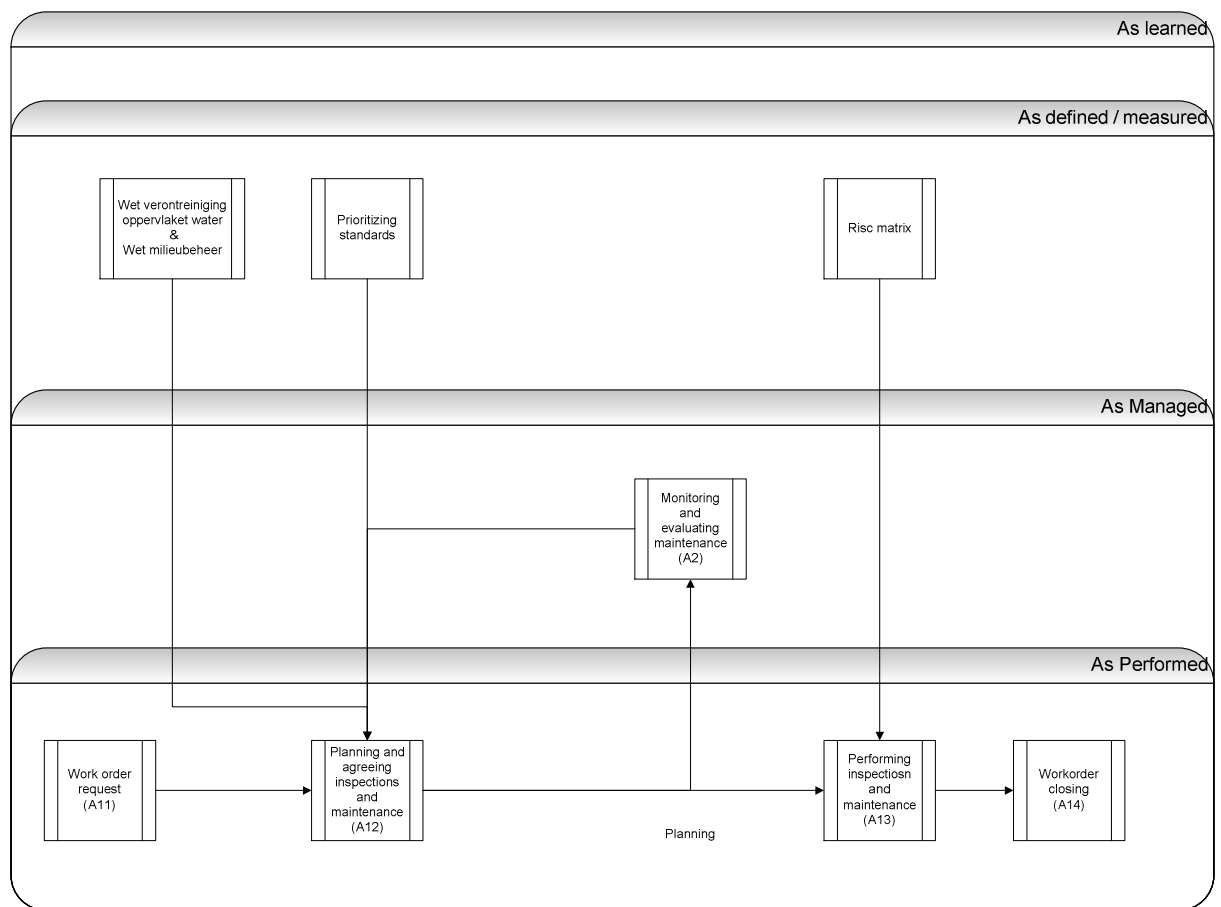 As learned
As defined / measured
Wet verontreiniging
oppervlaket water
&
Wet milieubeheer
Prioritizing
standards
Risc matrix
As Managed
Monitoring
and
evaluating
maintenance
(A2)
As Performed
Work order
request
(A11)
Planning and
agreeing
inspections
and
maintenance
(A12)
Planning
Performing
inspectiosn
and
maintenance
(A13)
Workorder
closing
(A14)